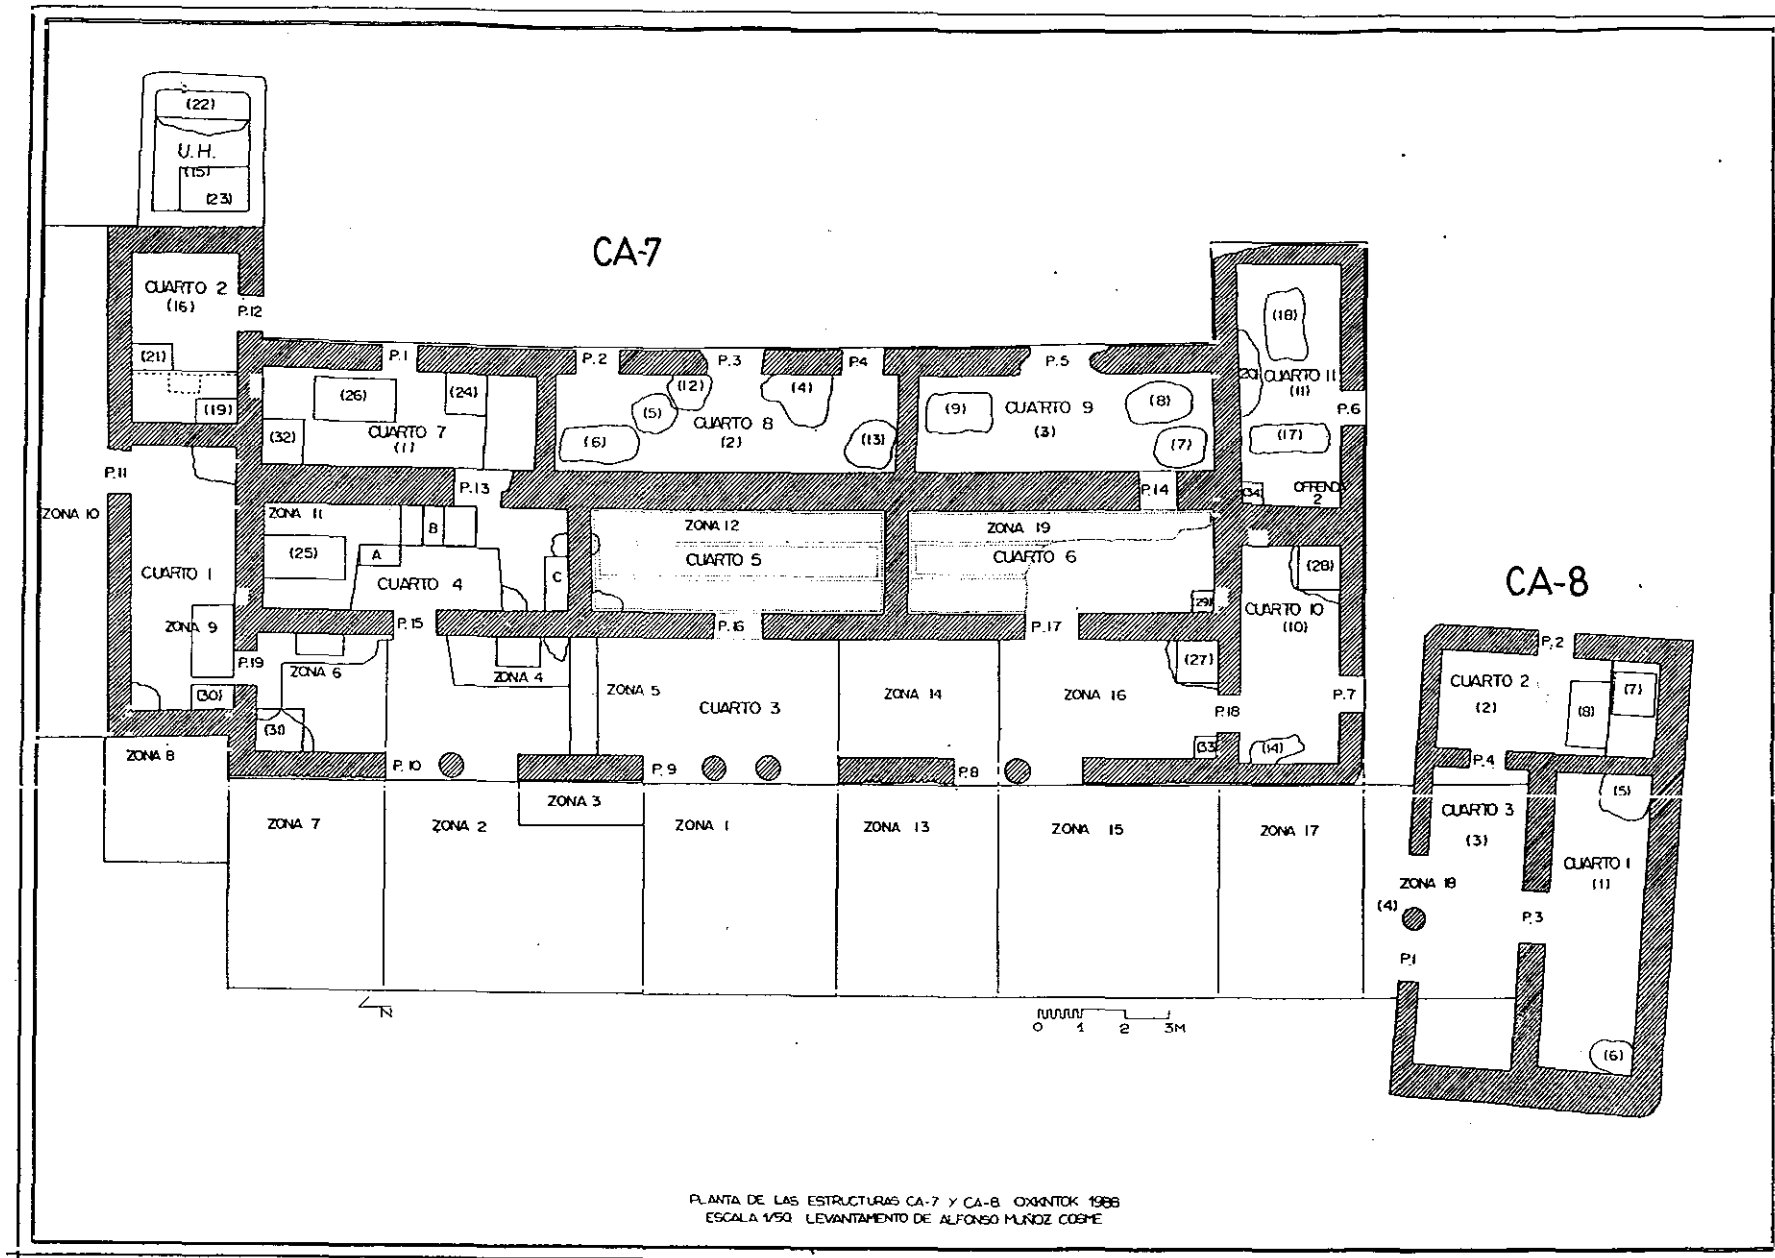 (22)
U.H.
(15)
(23)
CA-7
CUARTO 2
(16)
P.12
(21)
(19)
P.1
P.2
P.3
P.4
P.5
(18)
(20)
CUARTO 11
(11)
P.6
(17)
(34)
OFRENDA
2
(26)
(24)
(32)
CUARTO 7
(1)
(12)
(4)
(5)
(6)
CUARTO 8
(2)
(13)
(9)
CUARTO 9
(3)
(8)
(7)
P.11
P.13
P.14
ZONA 10
ZONA 11
B
A
(25)
C
CUARTO 4
ZONA 12
CUARTO 5
ZONA 19
CUARTO 6
(29)
(28)
CUARTO 10
(10)
CUARTO 1
ZONA 9
P.15
P.16
P.17
P.19
(30)
ZONA 6
(31)
ZONA 4
ZONA 5
CUARTO 3
ZONA 14
ZONA 16
(27)
P.18
P.7
(33)
(14)
ZONA 8
P.10
P.9
P.8
ZONA 7
ZONA 2
ZONA 3
ZONA 1
ZONA 13
ZONA 15
ZONA 17
CA-8
P.2
CUARTO 2
(2)
(8)
(7)
P.4
(5)
CUARTO 3
(3)
CUARTO 1
(1)
ZONA 18
(4)
P.3
P.1
(6)
N
0 1 2 3M
PLANTA DE LAS ESTRUCTURAS CA-7 Y CA-8 OXKNTOK 1988
ESCALA 1/50 LEVANTAMIENTO DE ALFONSO MUÑOZ COSME